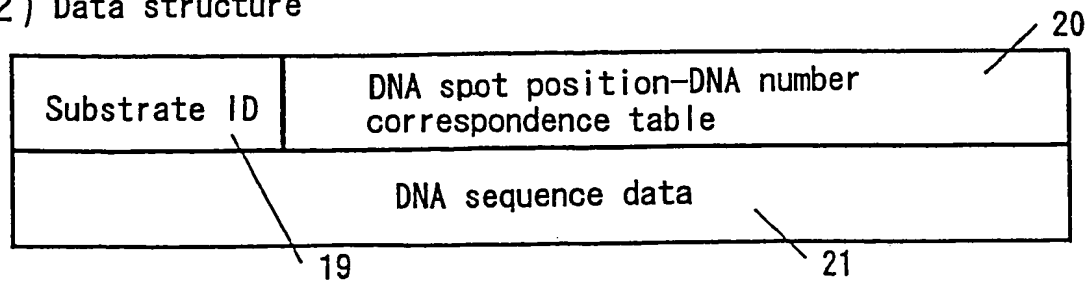 2) Data structure
20
Substrate ID
DNA spot position-DNA number
correspondence table
DNA sequence data
19
21